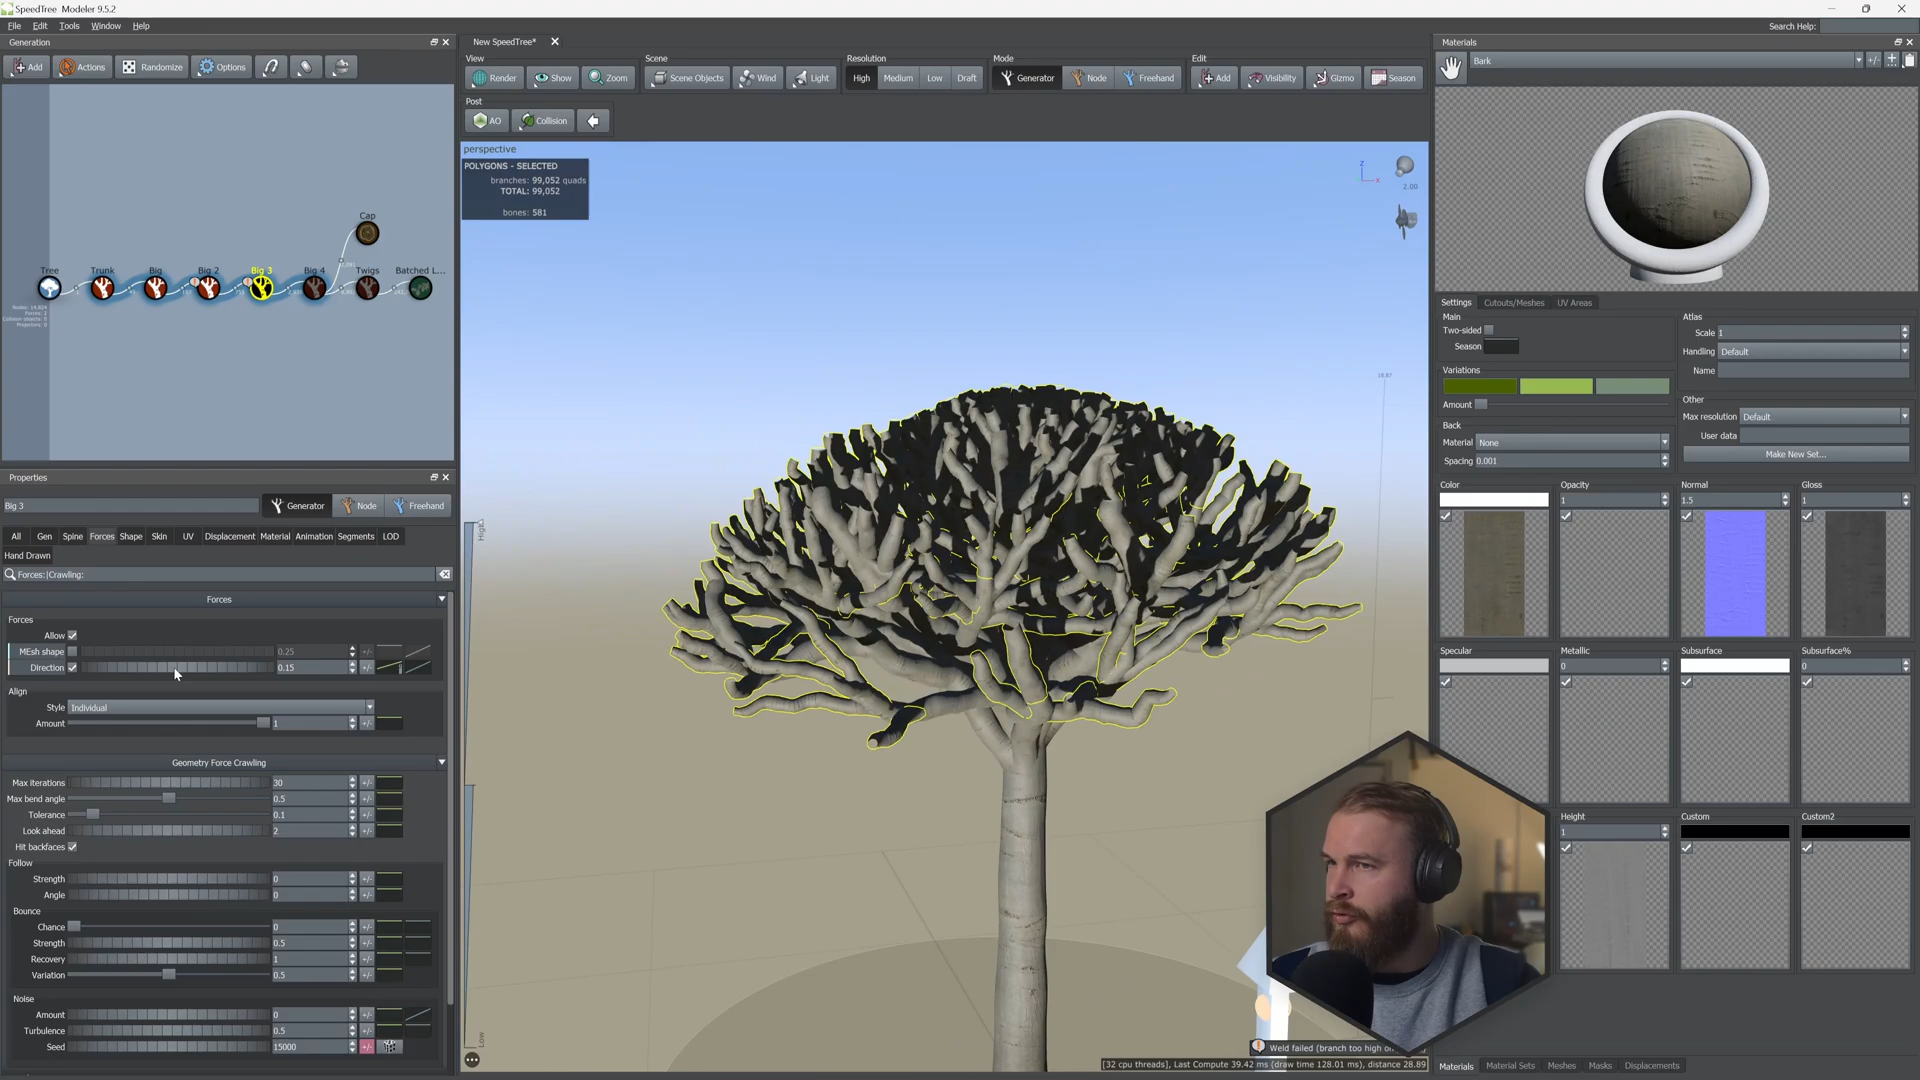 SpeedTree Modeler 9.5.2
File Edit Tools Window Help
Search Help:
Generation
Add Actions Randomize Options
Tree Trunk Big Big 2 Big 3 Big 4 Twigs Batched L...
Cap
Properties
Big 3
Generator Node Freehand
All Gen Spine Forces Shape Skin UV Displacement Material Animation Segments LOD
Hand Drawn
Forces:|Crawling:
Forces
Forces
Allow
MEsh shape 0.25 +/-
Direction 0.15 +/-
Align
Style Individual
Amount 1 +/-
Geometry Force Crawling
Max iterations 30 +/-
Max bend angle 0.5 +/-
Tolerance 0.1 +/-
Look ahead 2 +/-
Hit backfaces
Follow
Strength 0 +/-
Angle 0 +/-
Bounce
Chance 0 +/-
Strength 0.5 +/-
Recovery 1 +/-
Variation 0.5 +/-
Noise
Amount 0 +/-
Turbulence 0.5 +/-
Seed 15000 +/-
New SpeedTree*
View Scene Resolution Mode Edit
Render Show Zoom Scene Objects Wind Light High Medium Low Draft Generator Node Freehand Add Visibility Gizmo Season
Post
AO Collision
perspective
POLYGONS - SELECTED
branches: 99,052 quads
TOTAL: 99,052
bones: 581
Z
X
2.00
18.87
High
Low
Weld failed (branch too high on
[32 cpu threads], Last Compute 39.42 ms (draw time 128.01 ms), distance 28.89
Materials
Bark
+/-
Settings Cutouts/Meshes UV Areas
Main
Two-sided
Season
Variations
Amount
Back
Material None
Spacing 0.001
Atlas
Scale 1
Handling Default
Name
Other
Max resolution Default
User data
Make New Set...
Color Opacity Normal Gloss
1 1.5 1
Specular Metallic Subsurface Subsurface%
0 0
Height Custom Custom2
1
Materials Material Sets Meshes Masks Displacements